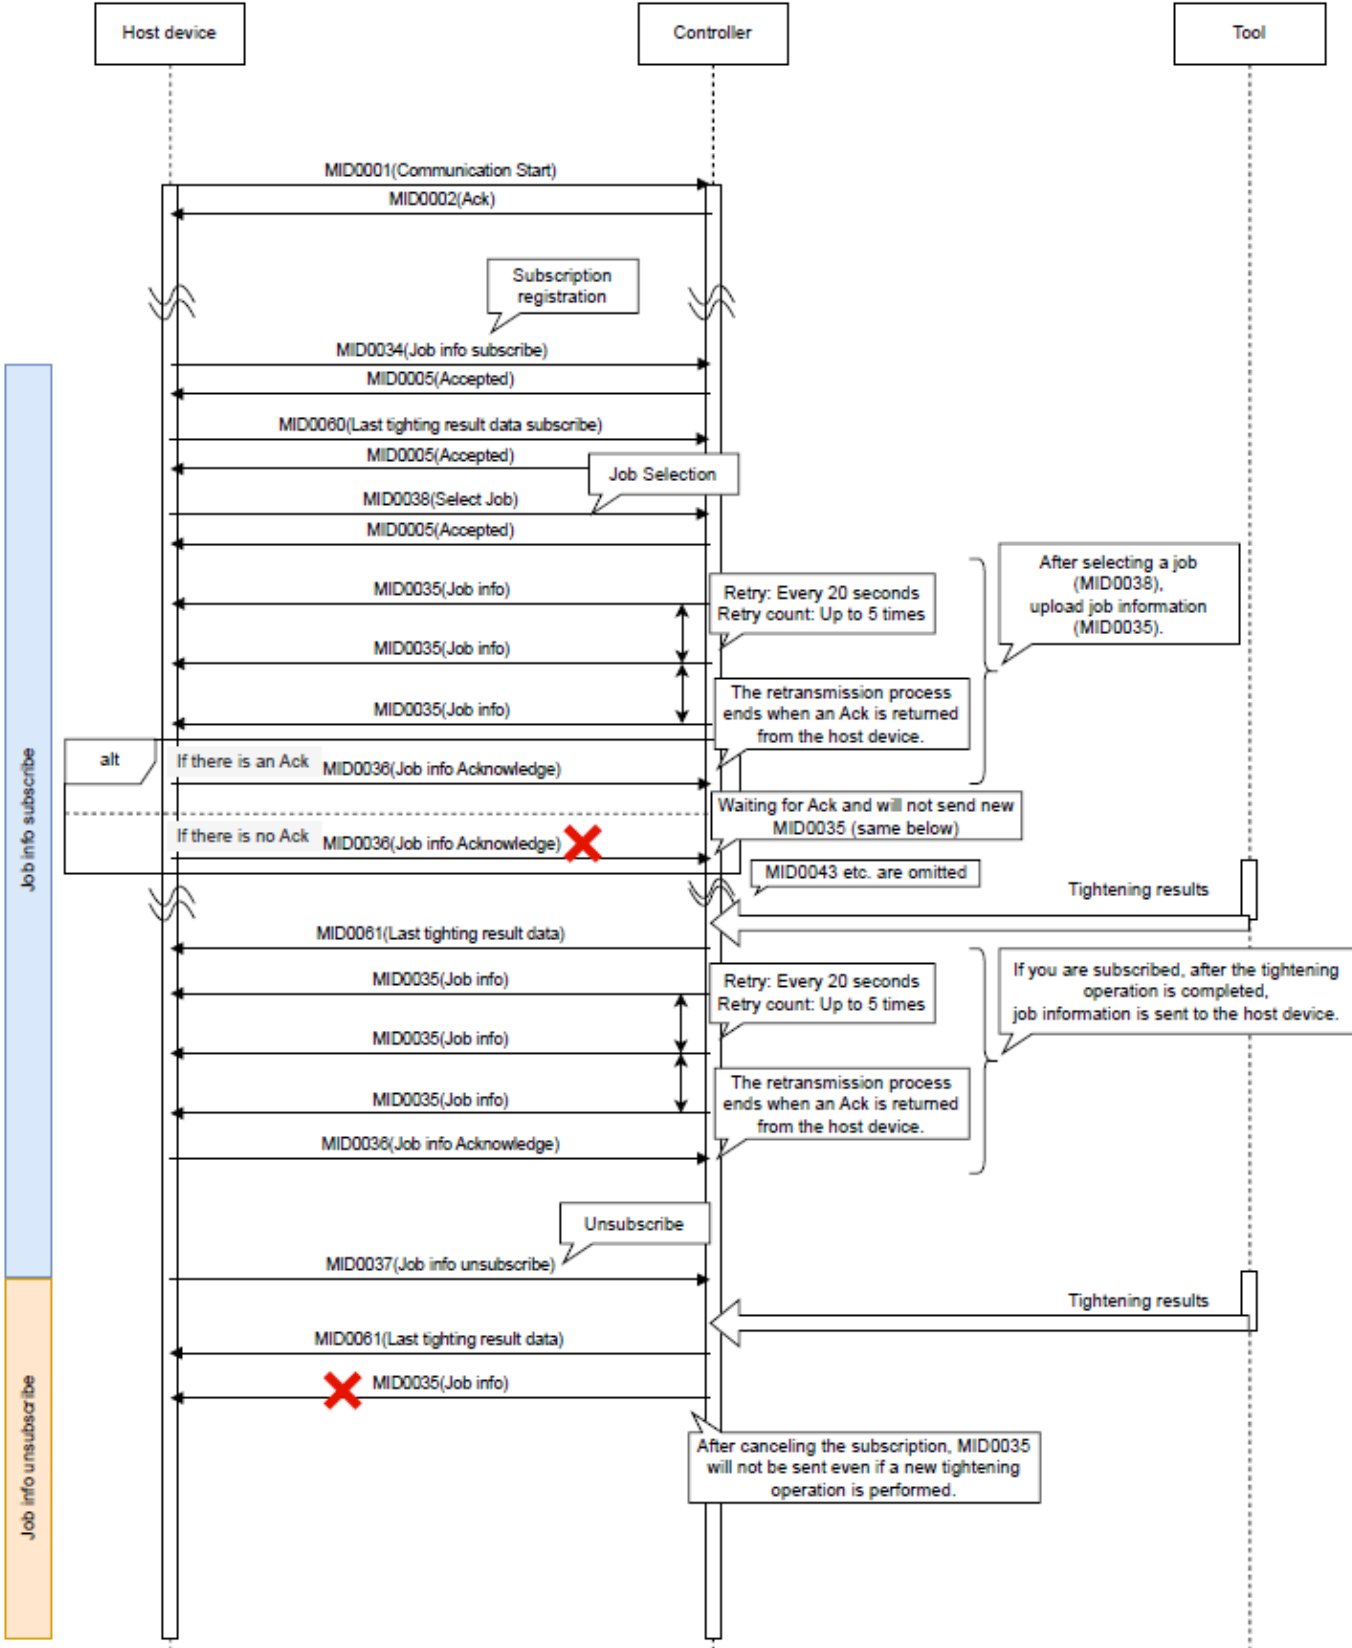 Host device
Controller
Tool
MID0001(Communication Start)
MID0002(Ack)
Subscription
registration
MID0034(Job info subscribe)
MID0005(Accepted)
MID0060(Last tighting result data subscribe)
MID0005(Accepted)
Job Selection
MID0038(Select Job)
MID0005(Accepted)
After selecting a job
(MID0038),
upload job information
(MID0035).
MID0035(Job info)
Retry: Every 20 seconds
Retry count: Up to 5 times
MID0035(Job info)
The retransmission process
ends when an Ack is returned
from the host device.
MID0035(Job info)
alt
If there is an Ack
MID0036(Job info Acknowledge)
Waiting for Ack and will not send new
MID0035 (same below)
If there is no Ack
MID0036(Job info Acknowledge)
MID0043 etc. are omitted
Tightening results
MID0061(Last tighting result data)
If you are subscribed, after the tightening
operation is completed,
job information is sent to the host device.
MID0035(Job info)
Retry: Every 20 seconds
Retry count: Up to 5 times
MID0035(Job info)
The retransmission process
ends when an Ack is returned
from the host device.
MID0035(Job info)
MID0036(Job info Acknowledge)
Unsubscribe
MID0037(Job info unsubscribe)
Tightening results
MID0061(Last tighting result data)
MID0035(Job info)
After canceling the subscription, MID0035
will not be sent even if a new tightening
operation is performed.
Job info subscribe
Job info unsubscribe